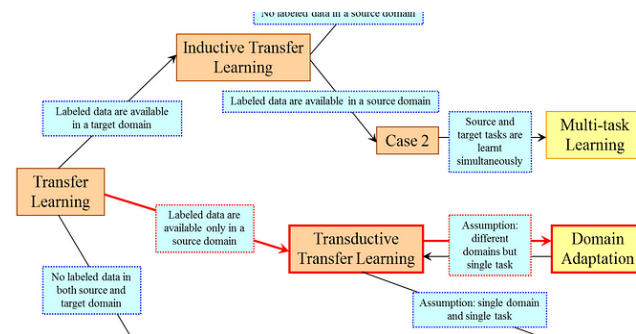 No labeled data in a source domain
Inductive Transfer
Learning
Labeled data are available in a source domain
Labeled data are available
in a target domain
Case 2
Source and
target tasks are
learnt
simultaneously
Multi-task
Learning
Transfer
Learning
Labeled data are
available only in a
source domain
Transductive
Transfer Learning
Assumption:
different
domains but
single task
Domain
Adaptation
No labeled data in
both source and
target domain
Assumption: single domain
and single task